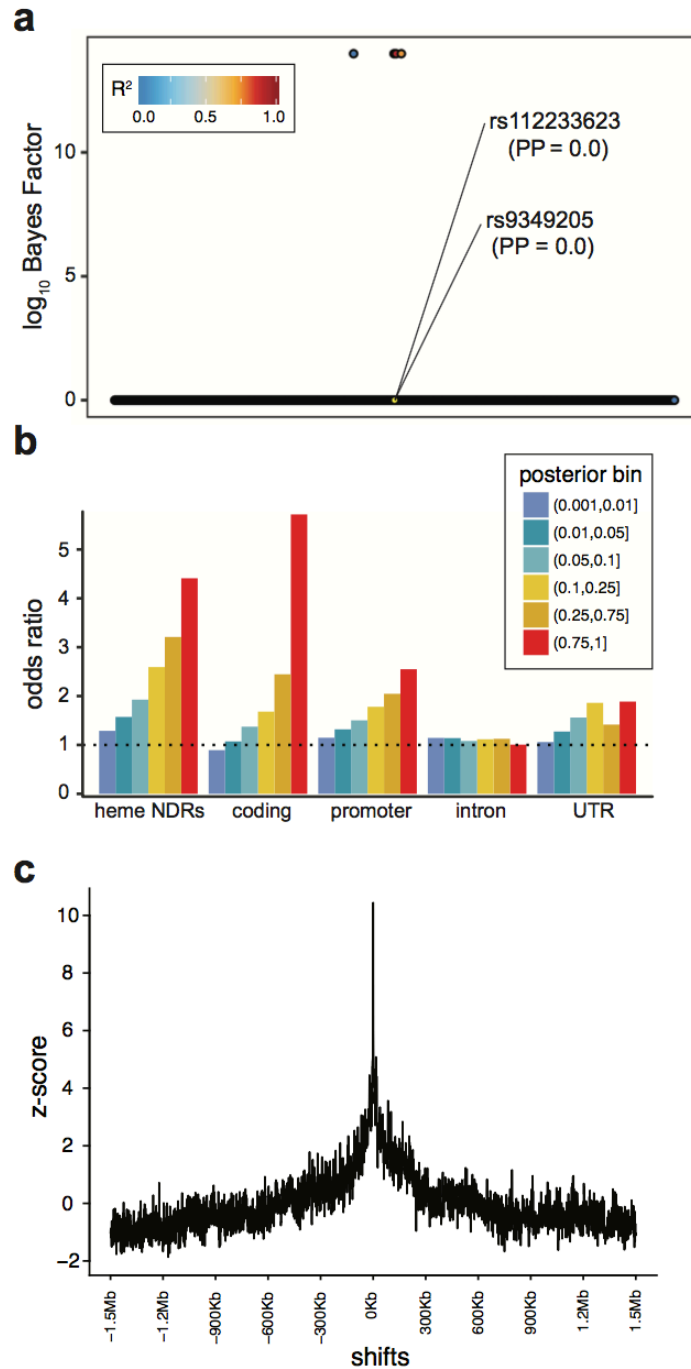 a
R²
0.0 0.5 1.0
rs112233623
(PP = 0.0)
rs9349205
(PP = 0.0)
10
5
0
log₁₀ Bayes Factor
b
posterior bin
(0.001,0.01]
(0.01,0.05]
(0.05,0.1]
(0.1,0.25]
(0.25,0.75]
(0.75,1]
5
4
3
2
1
0
odds ratio
heme NDRs coding promoter intron UTR
c
10
8
6
4
2
0
−2
z-score
−1.5Mb −1.2Mb −900Kb −600Kb −300Kb 0Kb 300Kb 600Kb 900Kb 1.2Mb 1.5Mb
shifts